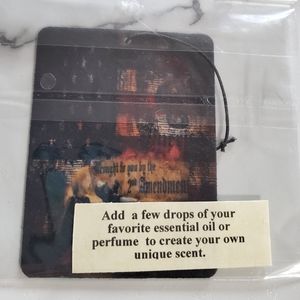 Brought to you by the
2nd Amendment
Add a few drops of your
favorite essential oil or
perfume to create your own
unique scent.